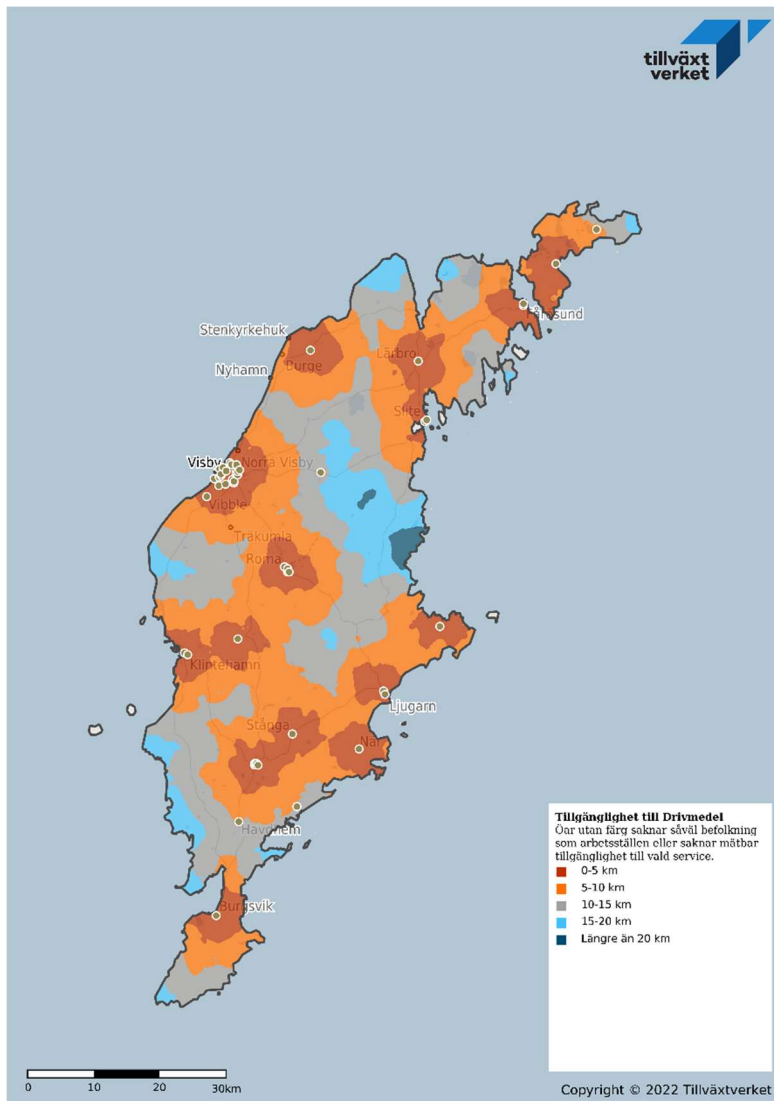 tillväxt
verket
Fårösund
Stenkyrkehuk
Burge
Lärbro
Nyhamn
Slite
Visby
Norra Visby
Vibble
Träkumla
Roma
Klintehamn
Ljugarn
Stånga
När
Havdhem
Burgsvik
Tillgänglighet till Drivmedel
Öar utan färg saknar såväl befolkning
som arbetsställen eller saknar mätbar
tillgänglighet till vald service.
0-5 km
5-10 km
10-15 km
15-20 km
Längre än 20 km
0 10 20 30km
Copyright © 2022 Tillväxtverket